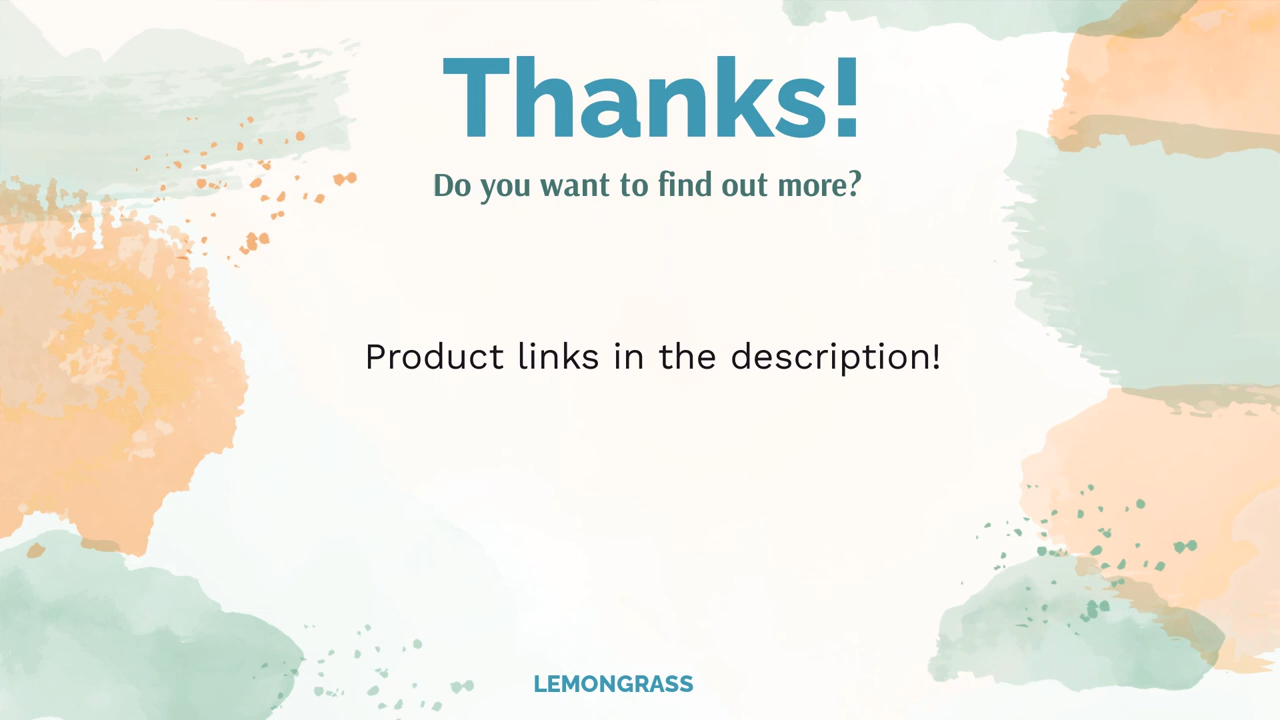 Thanks!
Do you want to find out more?
Product links in the description!
LEMONGRASS